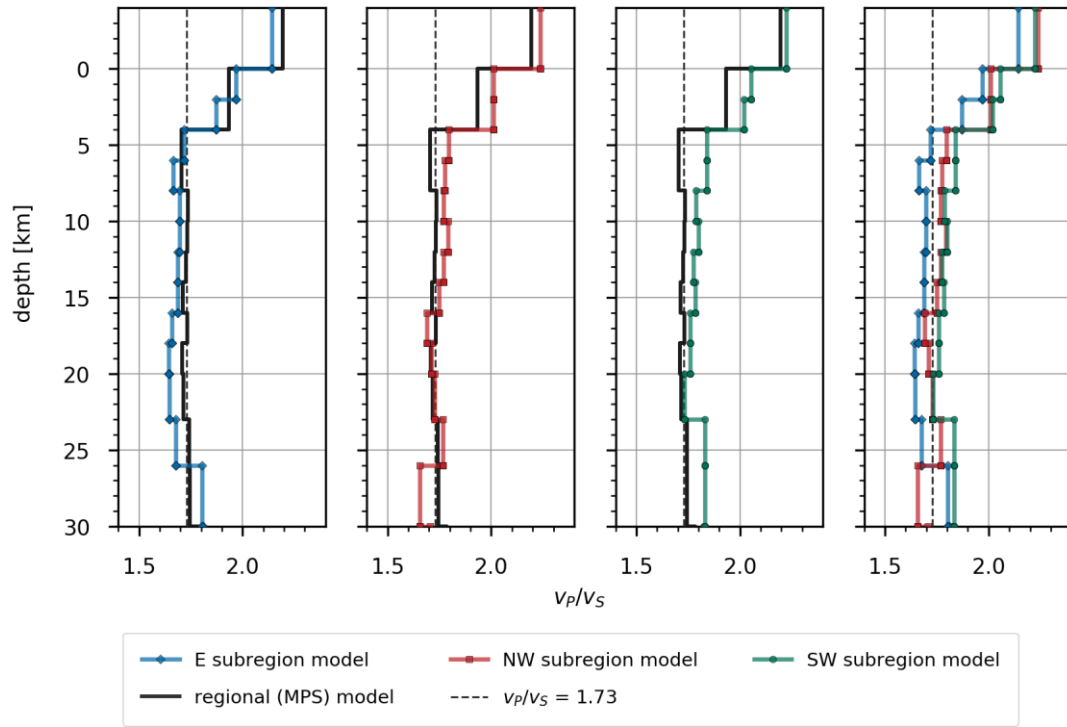 depth [km]
0
5
10
15
20
25
30
1.5 2.0 1.5 2.0 1.5 2.0 1.5 2.0
v_P/v_S
E subregion model NW subregion model SW subregion model
regional (MPS) model v_P/v_S = 1.73